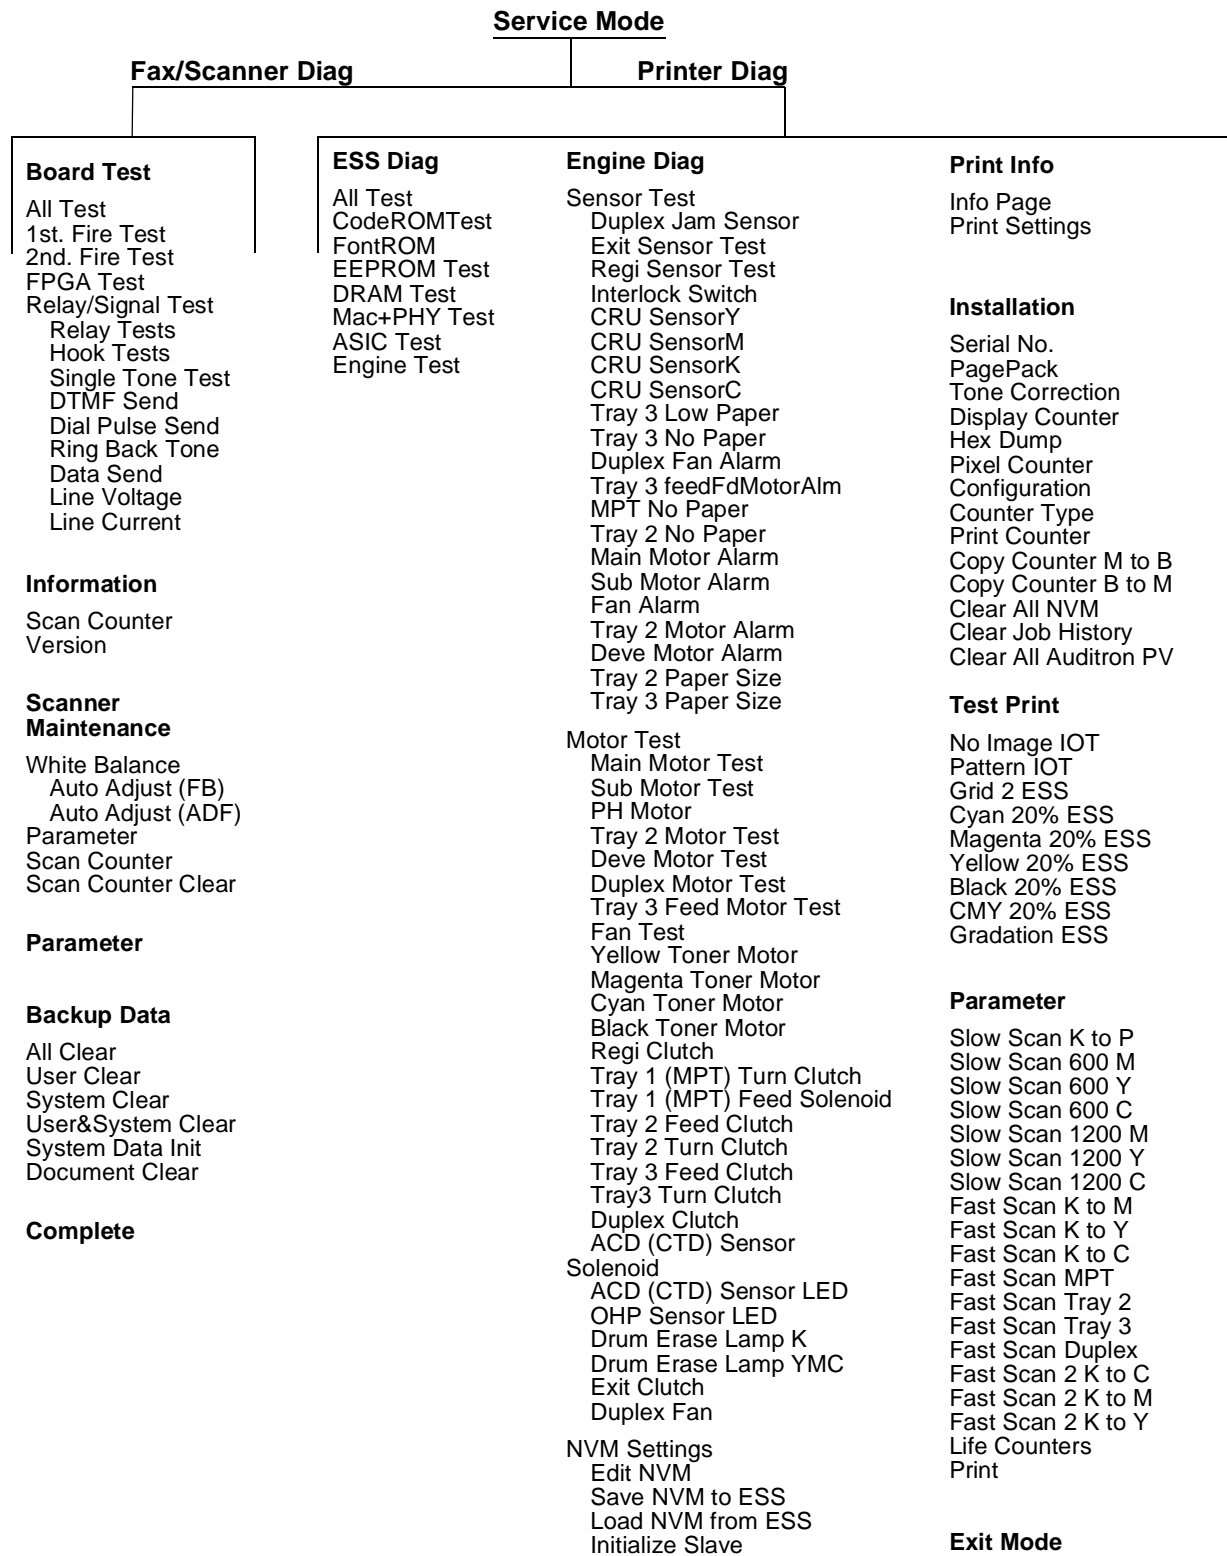 Service Mode
Fax/Scanner Diag
Printer Diag
Board Test
All Test
1st. Fire Test
2nd. Fire Test
FPGA Test
Relay/Signal Test
Relay Tests
Hook Tests
Single Tone Test
DTMF Send
Dial Pulse Send
Ring Back Tone
Data Send
Line Voltage
Line Current
Information
Scan Counter
Version
Scanner
Maintenance
White Balance
Auto Adjust (FB)
Auto Adjust (ADF)
Parameter
Scan Counter
Scan Counter Clear
Parameter
Backup Data
All Clear
User Clear
System Clear
User&System Clear
System Data Init
Document Clear
Complete
ESS Diag
All Test
CodeROMTest
FontROM
EEPROM Test
DRAM Test
Mac+PHY Test
ASIC Test
Engine Test
Engine Diag
Sensor Test
Duplex Jam Sensor
Exit Sensor Test
Regi Sensor Test
Interlock Switch
CRU SensorY
CRU SensorM
CRU SensorK
CRU SensorC
Tray 3 Low Paper
Tray 3 No Paper
Duplex Fan Alarm
Tray 3 feedFdMotorAlm
MPT No Paper
Tray 2 No Paper
Main Motor Alarm
Sub Motor Alarm
Fan Alarm
Tray 2 Motor Alarm
Deve Motor Alarm
Tray 2 Paper Size
Tray 3 Paper Size
Motor Test
Main Motor Test
Sub Motor Test
PH Motor
Tray 2 Motor Test
Deve Motor Test
Duplex Motor Test
Tray 3 Feed Motor Test
Fan Test
Yellow Toner Motor
Magenta Toner Motor
Cyan Toner Motor
Black Toner Motor
Regi Clutch
Tray 1 (MPT) Turn Clutch
Tray 1 (MPT) Feed Solenoid
Tray 2 Feed Clutch
Tray 2 Turn Clutch
Tray 3 Feed Clutch
Tray3 Turn Clutch
Duplex Clutch
ACD (CTD) Sensor
Solenoid
ACD (CTD) Sensor LED
OHP Sensor LED
Drum Erase Lamp K
Drum Erase Lamp YMC
Exit Clutch
Duplex Fan
NVM Settings
Edit NVM
Save NVM to ESS
Load NVM from ESS
Initialize Slave
Print Info
Info Page
Print Settings
Installation
Serial No.
PagePack
Tone Correction
Display Counter
Hex Dump
Pixel Counter
Configuration
Counter Type
Print Counter
Copy Counter M to B
Copy Counter B to M
Clear All NVM
Clear Job History
Clear All Auditron PV
Test Print
No Image IOT
Pattern IOT
Grid 2 ESS
Cyan 20% ESS
Magenta 20% ESS
Yellow 20% ESS
Black 20% ESS
CMY 20% ESS
Gradation ESS
Parameter
Slow Scan K to P
Slow Scan 600 M
Slow Scan 600 Y
Slow Scan 600 C
Slow Scan 1200 M
Slow Scan 1200 Y
Slow Scan 1200 C
Fast Scan K to M
Fast Scan K to Y
Fast Scan K to C
Fast Scan MPT
Fast Scan Tray 2
Fast Scan Tray 3
Fast Scan Duplex
Fast Scan 2 K to C
Fast Scan 2 K to M
Fast Scan 2 K to Y
Life Counters
Print
Exit Mode